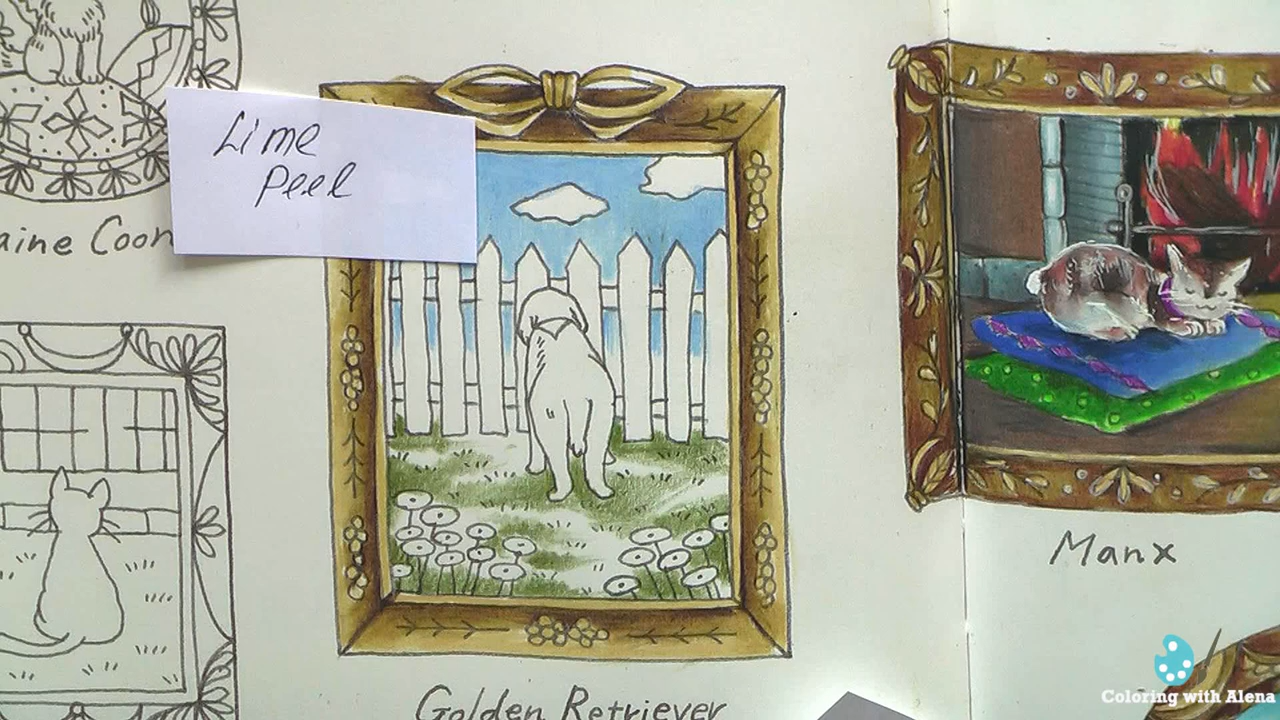 Lime
Peel
aine Coon
Manx
Golden Retriever
Coloring with Alena